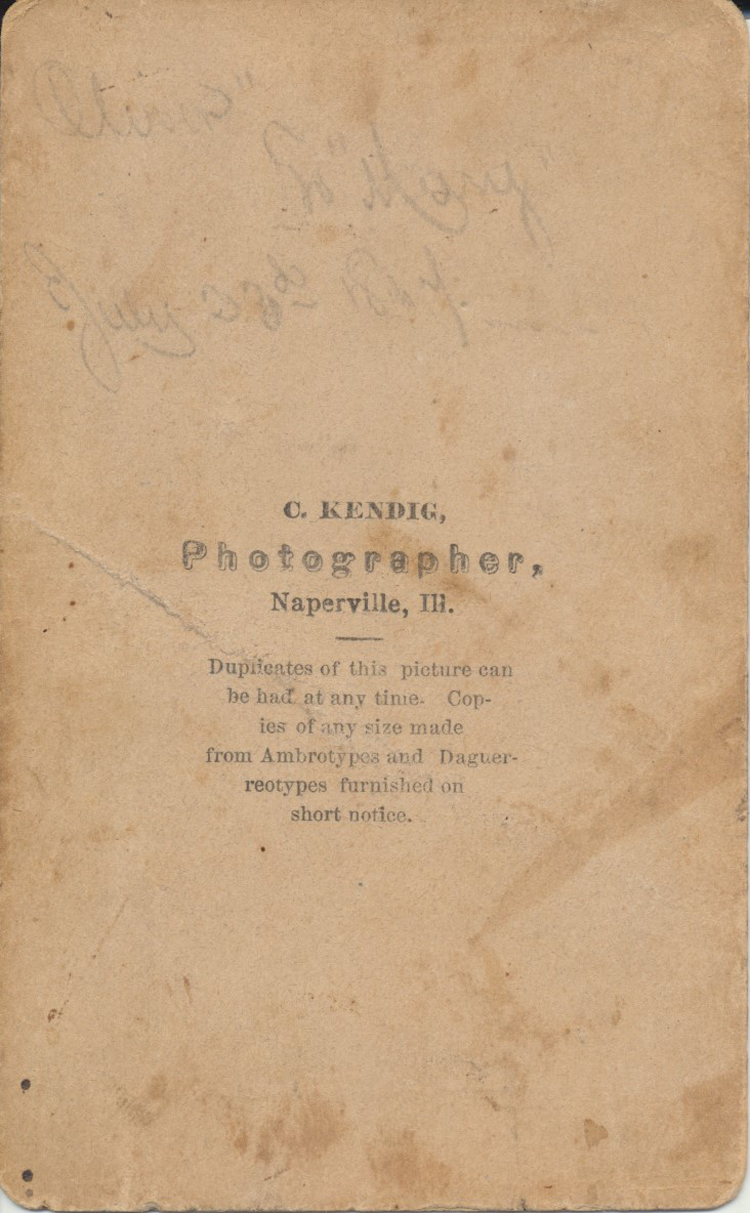 C. KENDIG,
Photographer,
Naperville, Ill.
Duplicates of this picture can
be had at any time. Cop-
ies of any size made
from Ambrotypes and Daguer-
reotypes furnished on
short notice.